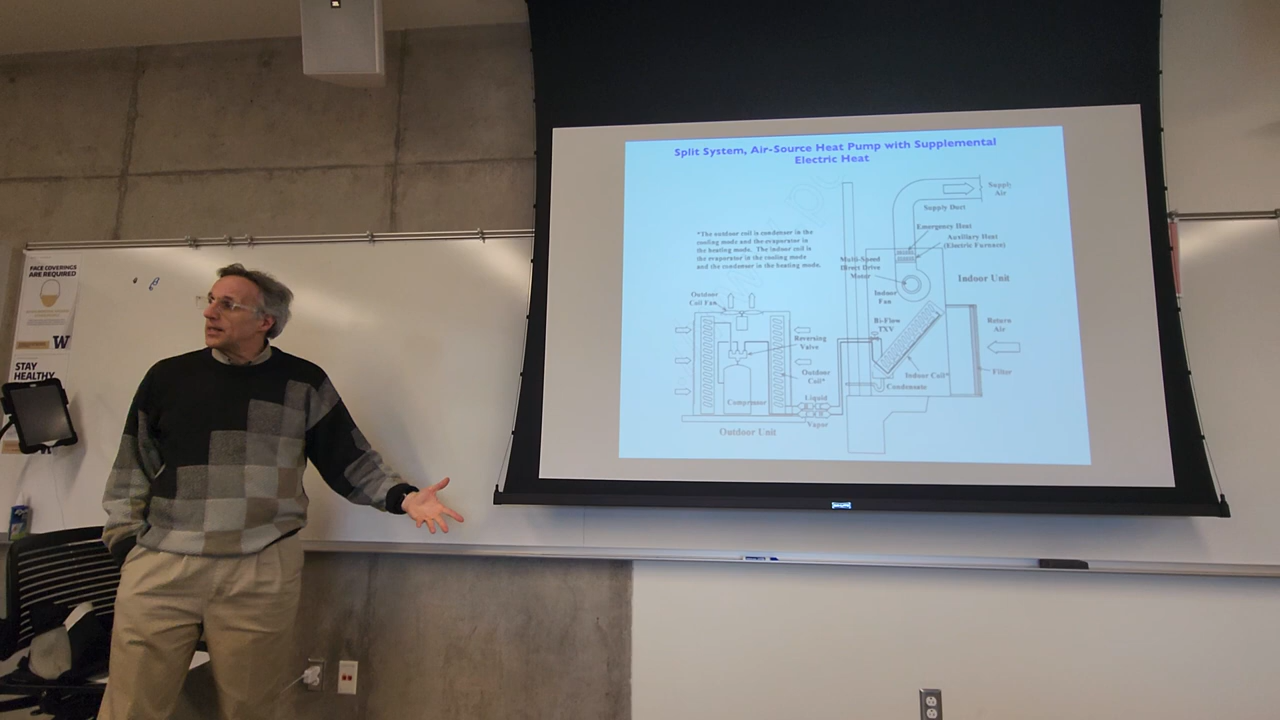 FACE COVERINGS
ARE REQUIRED
W
STAY
HEALTHY
Split System, Air-Source Heat Pump with Supplemental
Electric Heat
Supply
Air
Supply Duct
*The outdoor coil is condenser in the
cooling mode and the evaporator in
the heating mode. The indoor coil is
the evaporator in the cooling mode
and the condenser in the heating mode.
Emergency Heat
Auxiliary Heat
(Electric Furnace)
Multi-Speed
Direct Drive
Motor
Indoor Unit
Indoor
Fan
Outdoor
Coil Fan
Bi-Flow
TXV
Return
Air
Reversing
Valve
Outdoor
Coil*
Indoor Coil*
Filter
Condensate
Compressor
Liquid
Vapor
Outdoor Unit